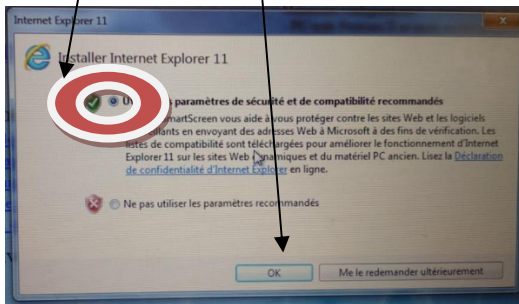 Internet Explorer 11
Installer Internet Explorer 11
paramètres de sécurité et de compatibilité recommandés
SmartScreen vous aide à vous protéger contre les sites Web et les logiciels
en envoyant des adresses Web à Microsoft à des fins de vérification. Les
listes de compatibilité sont téléchargées pour améliorer le fonctionnement d'Internet
Explorer 11 sur les sites Web dynamiques et du matériel PC ancien. Lisez la Déclaration
de confidentialité d'Internet Explorer en ligne.
Ne pas utiliser les paramètres recommandés
OK
Me le redemander ultérieurement